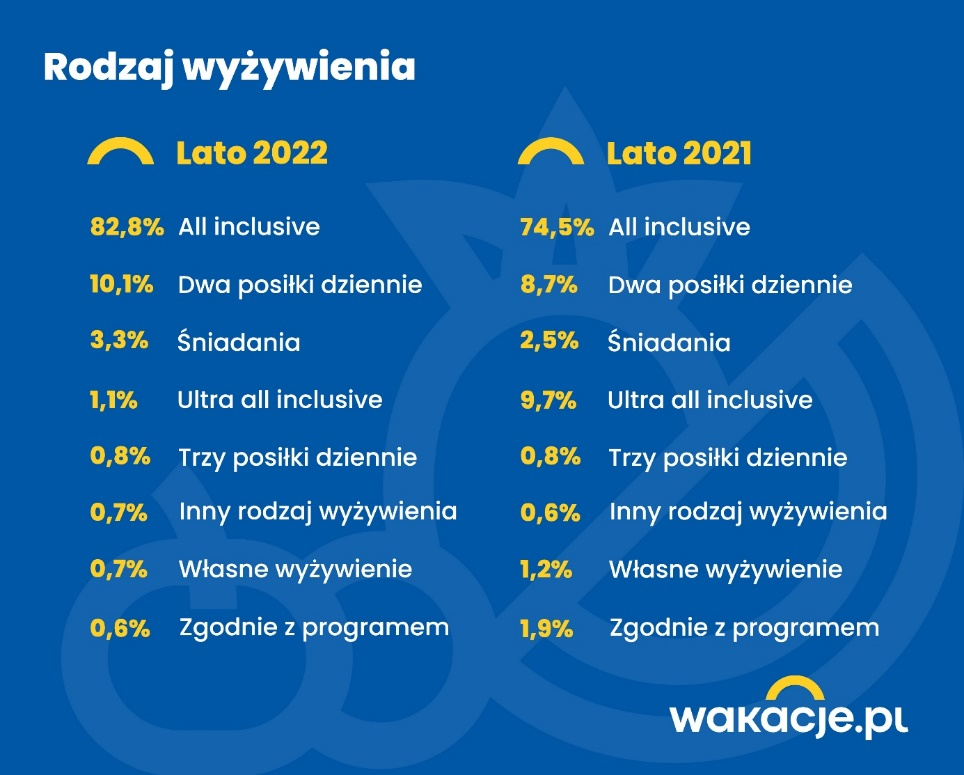 Rodzaj wyżywienia
Lato 2022
82,8% All inclusive
10,1% Dwa posiłki dziennie
3,3% Śniadania
1,1% Ultra all inclusive
0,8% Trzy posiłki dziennie
0,7% Inny rodzaj wyżywienia
0,7% Własne wyżywienie
0,6% Zgodnie z programem
Lato 2021
74,5% All inclusive
8,7% Dwa posiłki dziennie
2,5% Śniadania
9,7% Ultra all inclusive
0,8% Trzy posiłki dziennie
0,6% Inny rodzaj wyżywienia
1,2% Własne wyżywienie
1,9% Zgodnie z programem
wakacje.pl